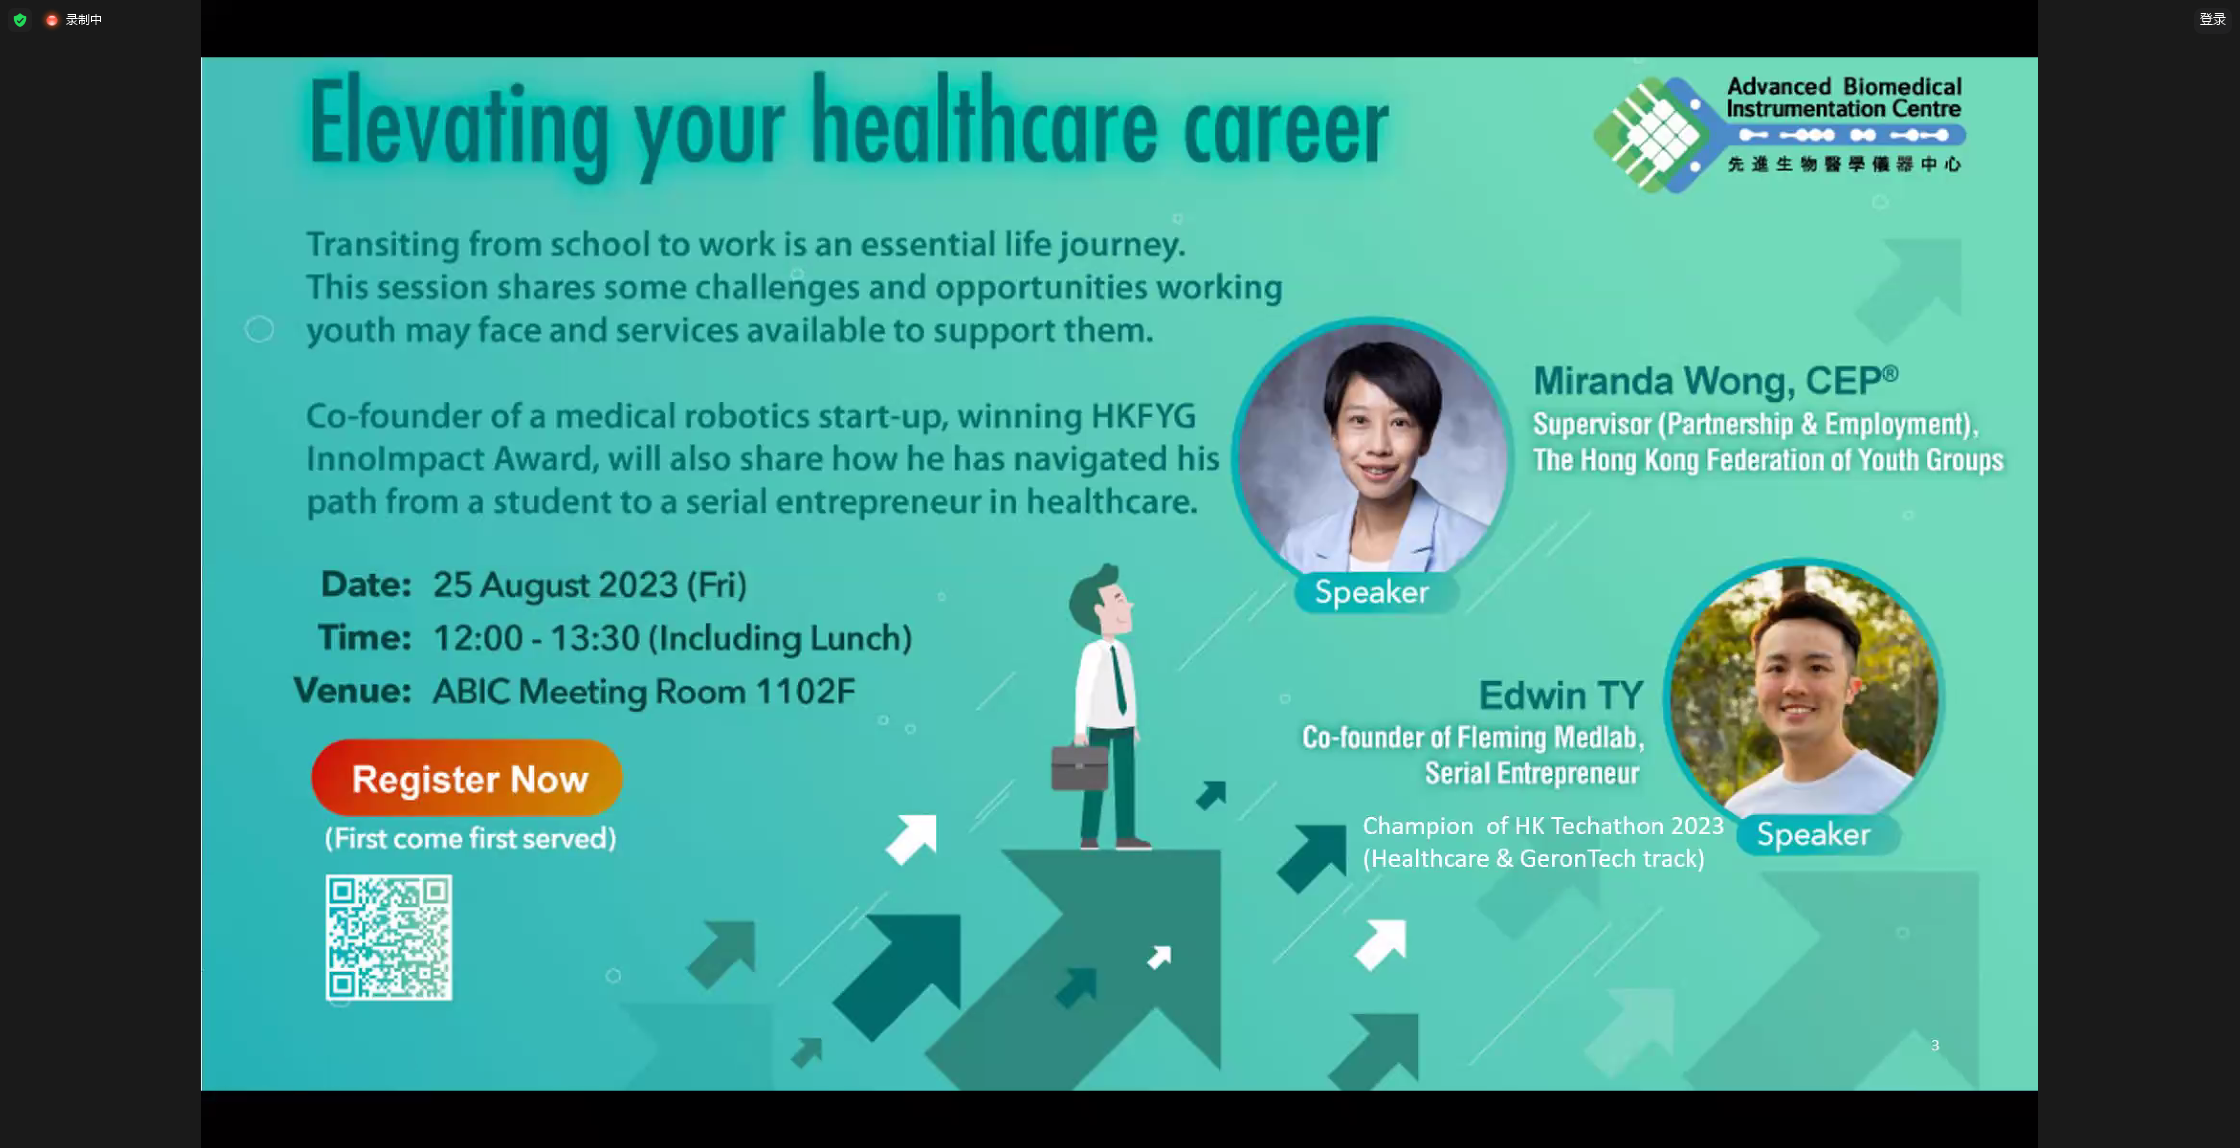 录制中
登录
Elevating your healthcare career
Advanced Biomedical
Instrumentation Centre
先進生物醫學儀器中心
Transiting from school to work is an essential life journey.
This session shares some challenges and opportunities working
youth may face and services available to support them.
Co-founder of a medical robotics start-up, winning HKFYG
InnoImpact Award, will also share how he has navigated his
path from a student to a serial entrepreneur in healthcare.
Miranda Wong, CEP®
Supervisor (Partnership & Employment),
The Hong Kong Federation of Youth Groups
Speaker
Date: 25 August 2023 (Fri)
Time: 12:00 - 13:30 (Including Lunch)
Venue: ABIC Meeting Room 1102F
Edwin TY
Co-founder of Fleming Medlab,
Serial Entrepreneur
Champion of HK Techathon 2023
(Healthcare & GeronTech track)
Speaker
Register Now
(First come first served)
3